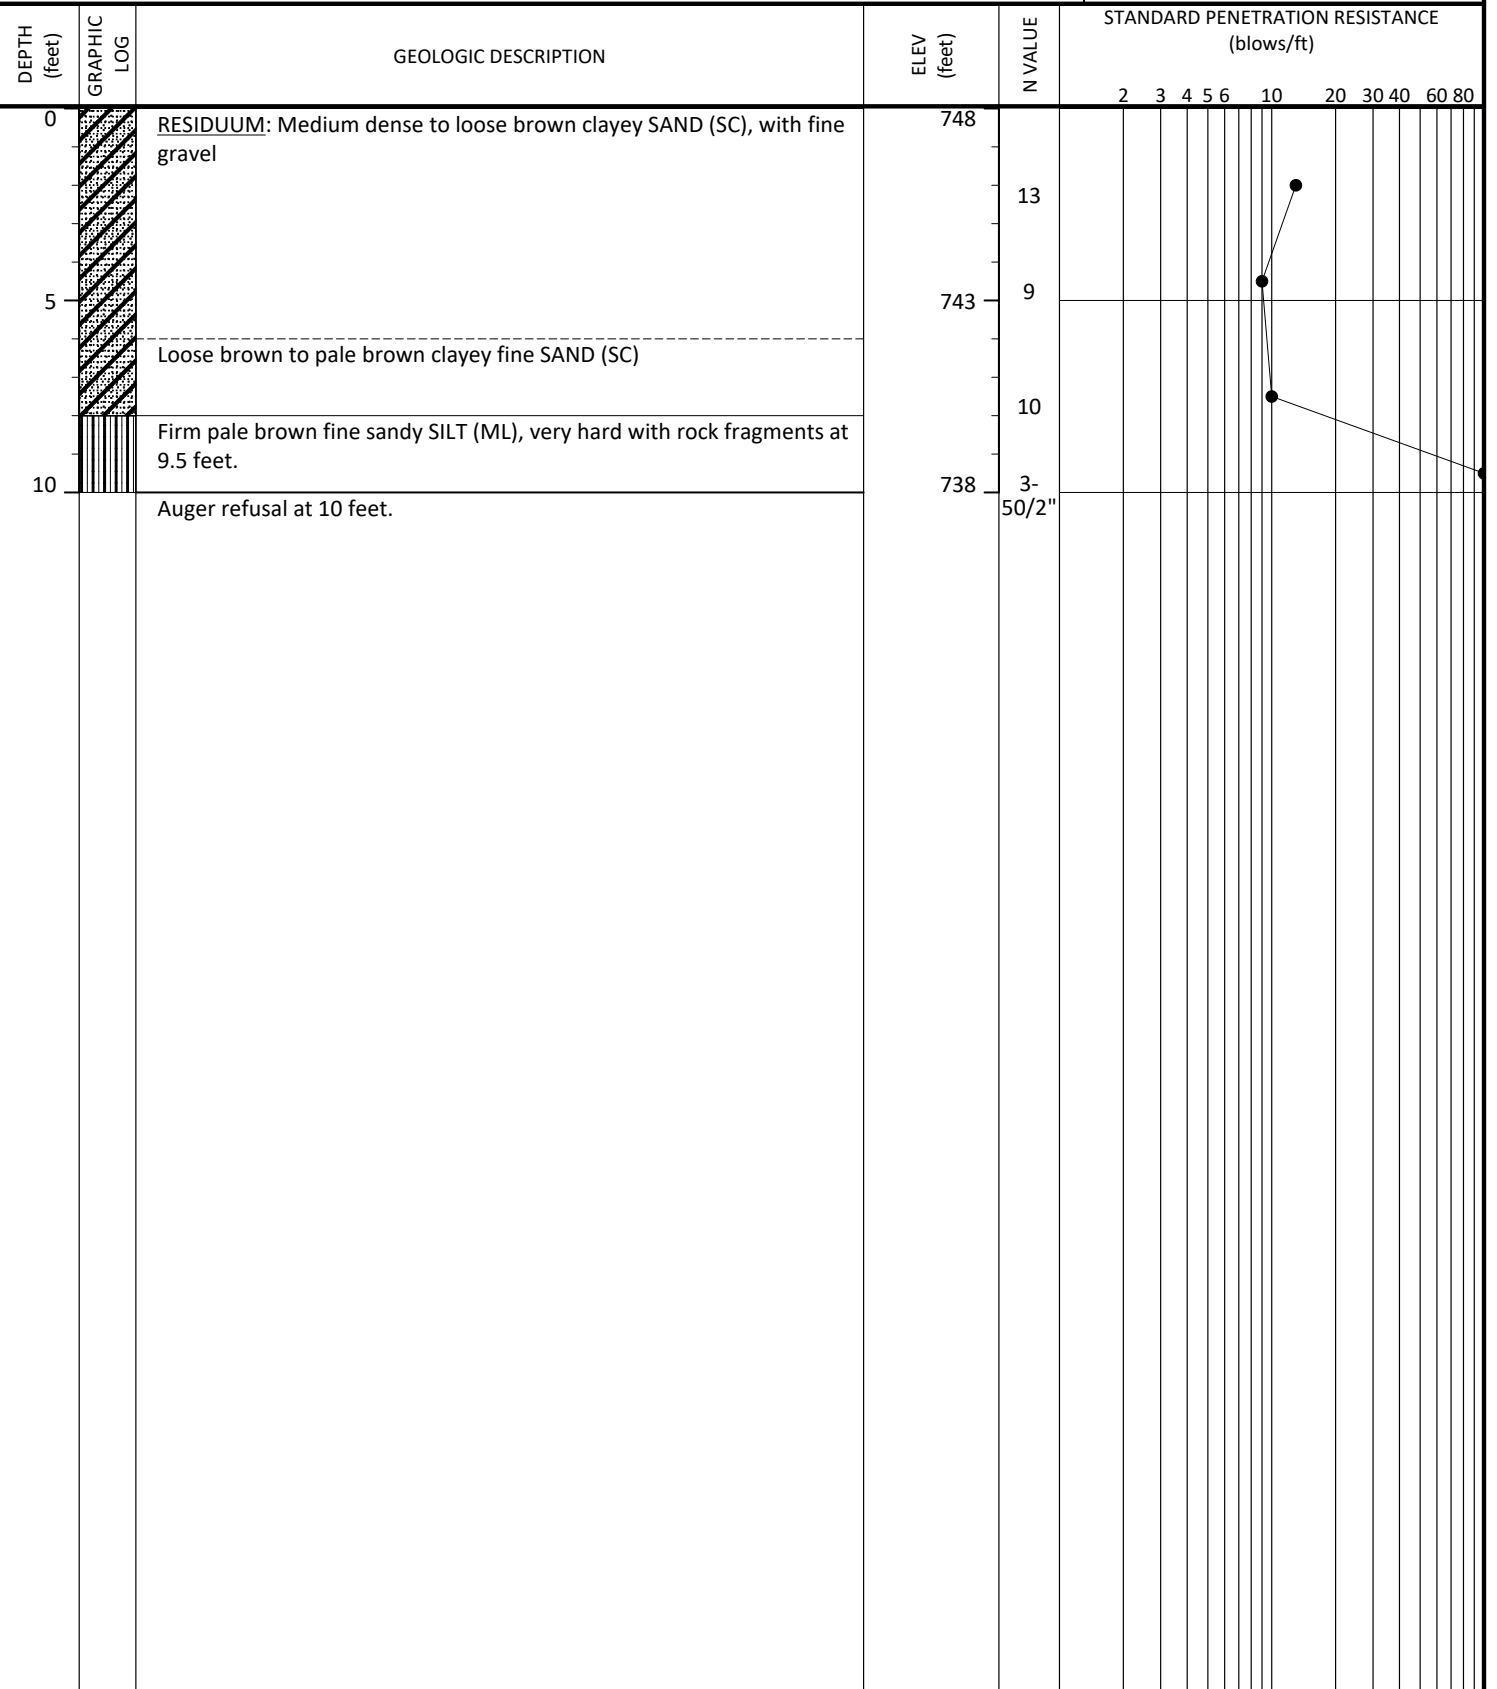 DEPTH
(feet)
GRAPHIC
LOG
GEOLOGIC DESCRIPTION
ELEV
(feet)
N VALUE
STANDARD PENETRATION RESISTANCE
(blows/ft)
2 3 4 5 6 10 20 30 40 60 80
0
RESIDUUM: Medium dense to loose brown clayey SAND (SC), with fine
gravel
748
13
9
5
743
Loose brown to pale brown clayey fine SAND (SC)
10
Firm pale brown fine sandy SILT (ML), very hard with rock fragments at
9.5 feet.
10
738
3-
50/2"
Auger refusal at 10 feet.